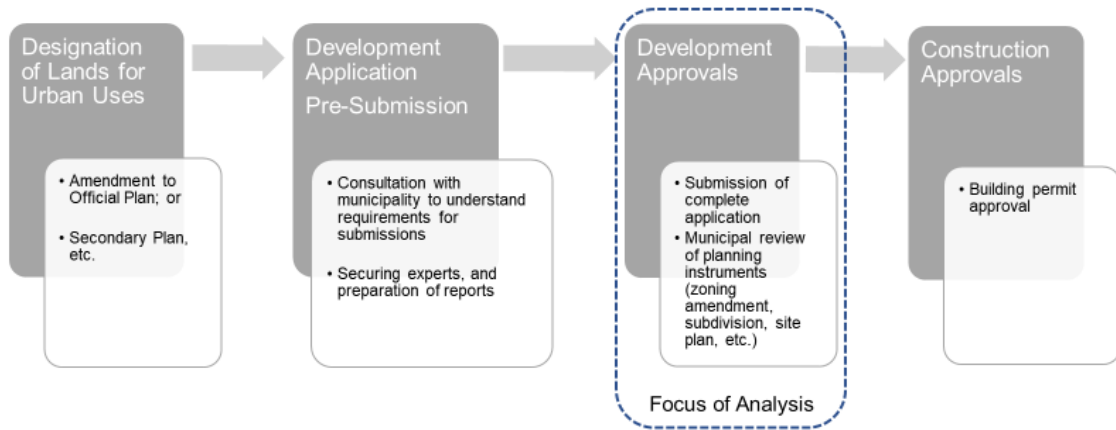 Designation
of Lands for
Urban Uses
• Amendment to
Official Plan; or
• Secondary Plan,
etc.
Development
Application
Pre-Submission
• Consultation with
municipality to understand
requirements for
submissions
• Securing experts, and
preparation of reports
Development
Approvals
• Submission of
complete
application
• Municipal review
of planning
instruments
(zoning
amendment,
subdivision, site
plan, etc.)
Focus of Analysis
Construction
Approvals
• Building permit
approval